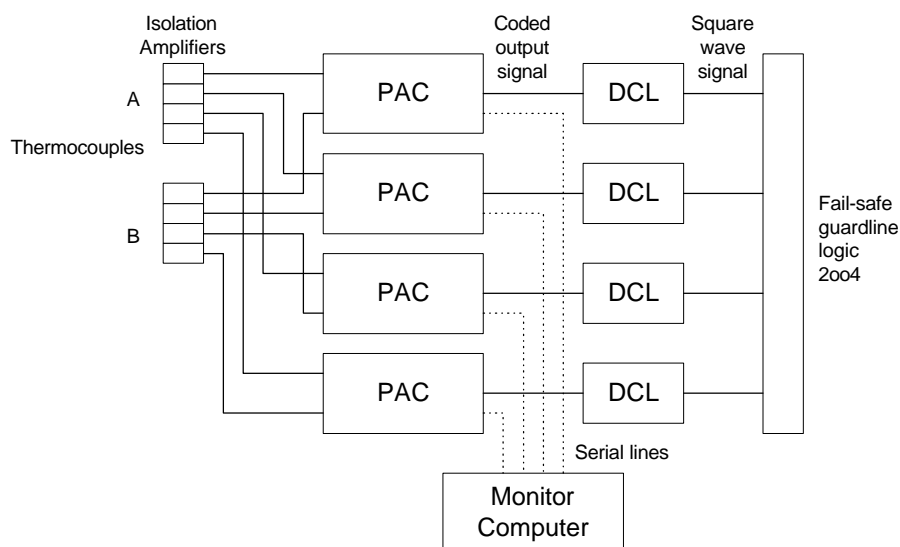 Isolation
Amplifiers
Coded
output
signal
Square
wave
signal
A
Thermocouples
B
PAC
DCL
PAC
DCL
PAC
DCL
PAC
DCL
Fail-safe
guardline
logic
2oo4
Serial lines
Monitor
Computer